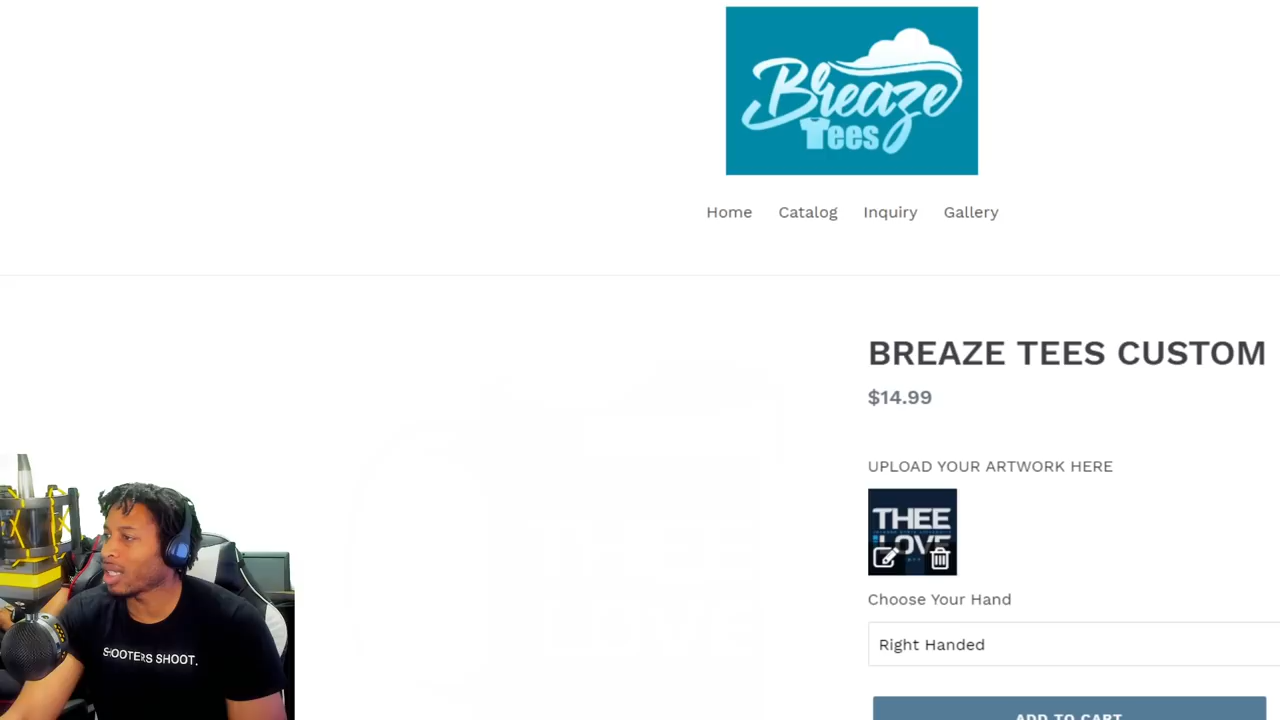 Breaze
Tees
Home Catalog Inquiry Gallery
BREAZE TEES CUSTOM
$14.99
UPLOAD YOUR ARTWORK HERE
THEE
LOVE
Choose Your Hand
Right Handed
ADD TO CART
SHOOTERS SHOOT.